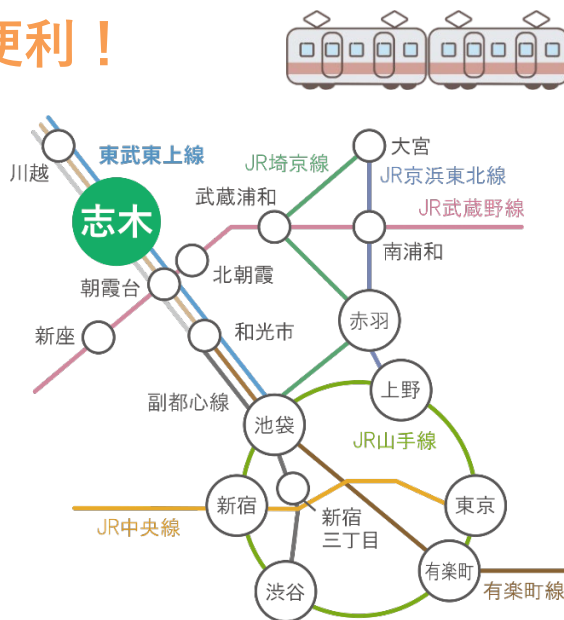 便利！
川越
東武東上線
大宮
JR埼京線
JR京浜東北線
武蔵浦和
JR武蔵野線
志木
南浦和
北朝霞
朝霞台
赤羽
新座
和光市
上野
副都心線
池袋
JR山手線
新宿
東京
新宿
三丁目
JR中央線
有楽町
渋谷
有楽町線